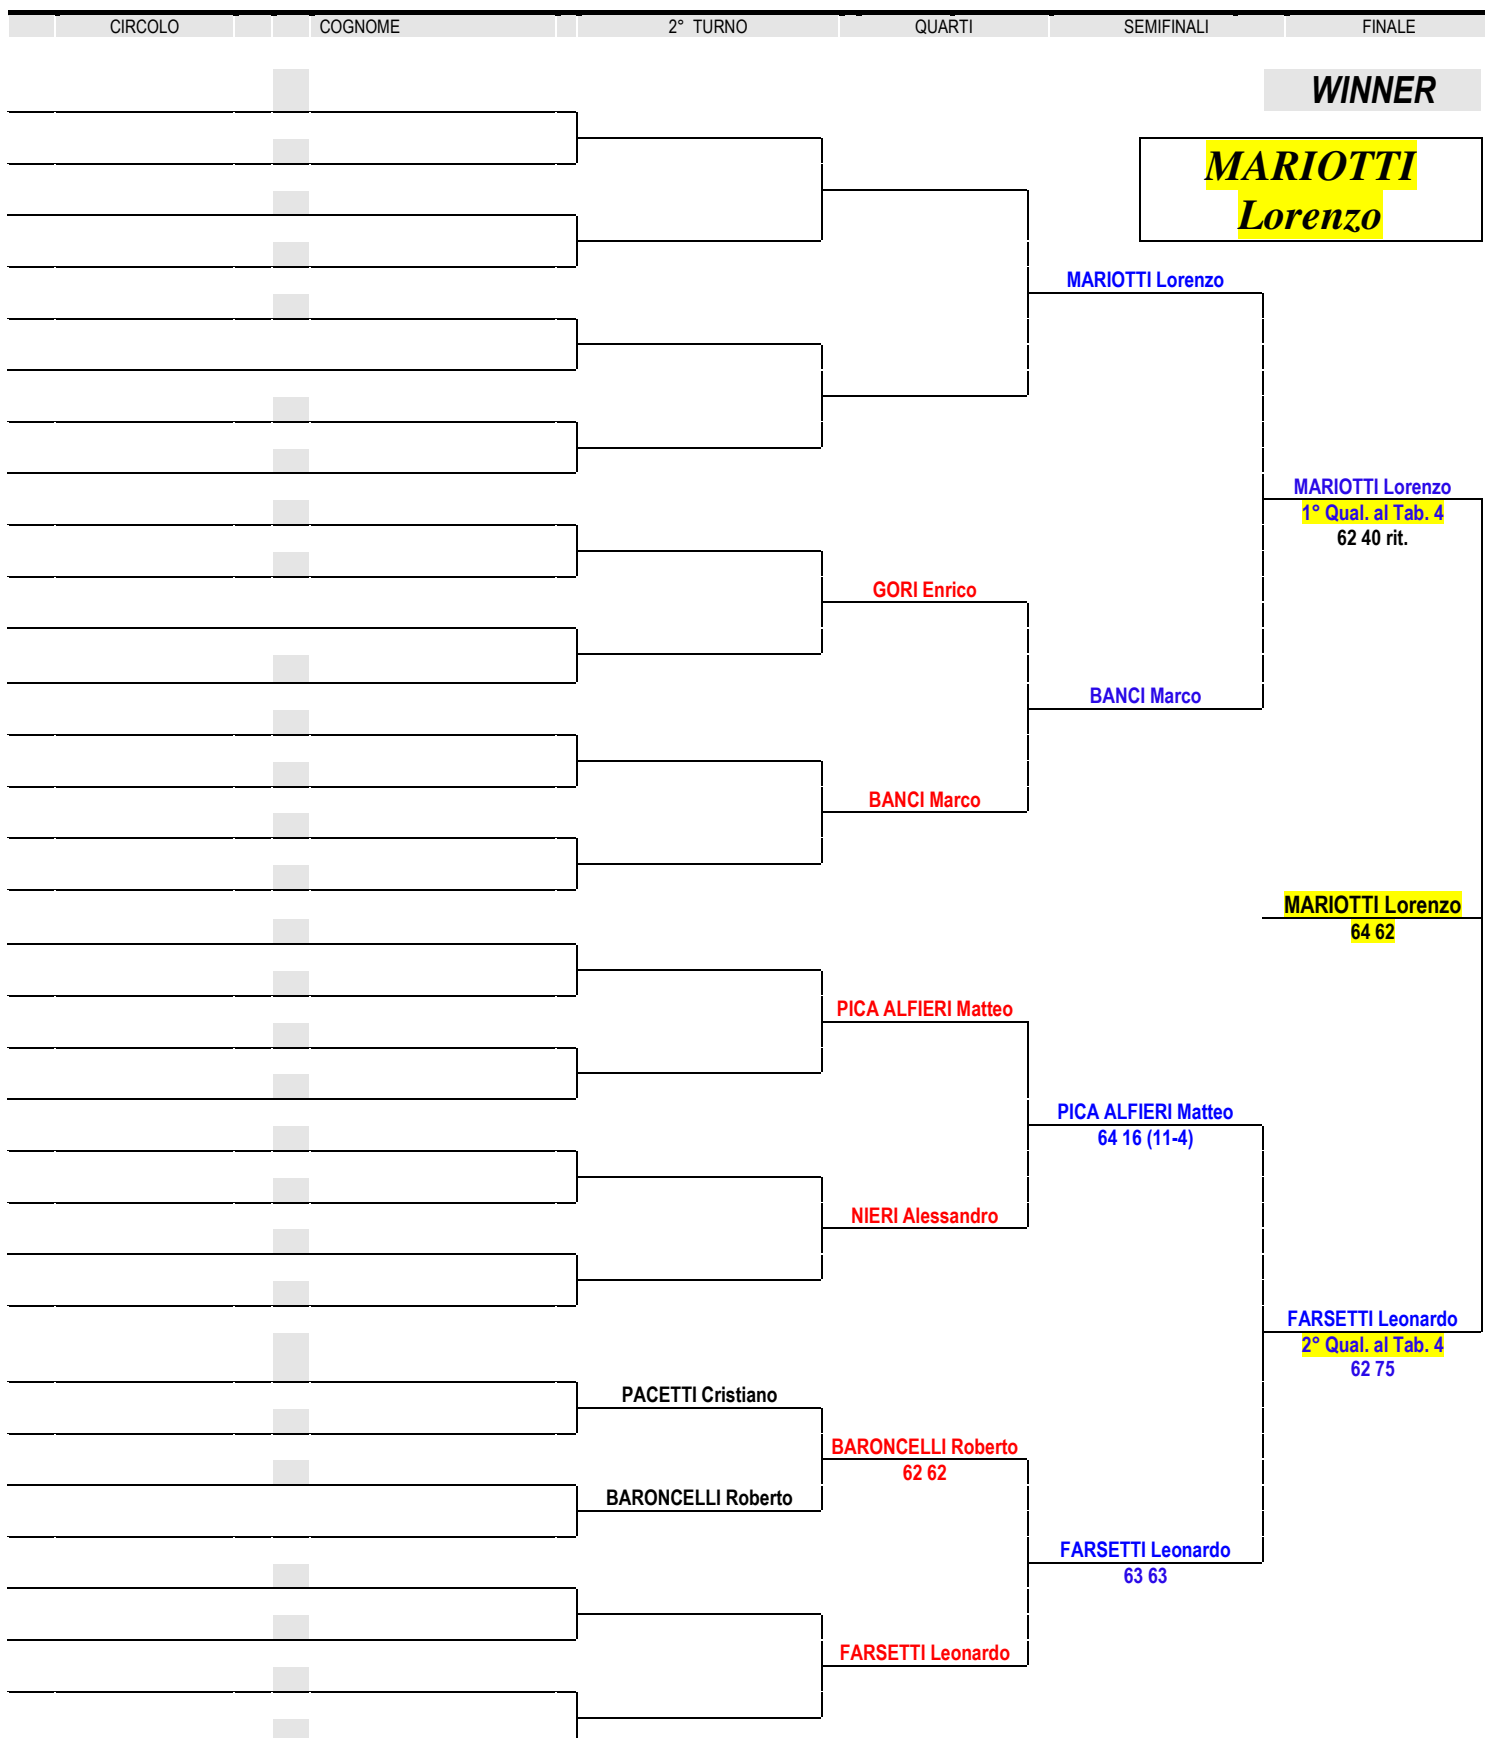 CIRCOLO COGNOME 2° TURNO QUARTI SEMIFINALI FINALE
WINNER
MARIOTTI
Lorenzo
MARIOTTI Lorenzo
MARIOTTI Lorenzo
1° Qual. al Tab. 4
62 40 rit.
GORI Enrico
BANCI Marco
BANCI Marco
MARIOTTI Lorenzo
64 62
PICA ALFIERI Matteo
PICA ALFIERI Matteo
64 16 (11-4)
NIERI Alessandro
FARSETTI Leonardo
2° Qual. al Tab. 4
62 75
PACETTI Cristiano
BARONCELLI Roberto
62 62
BARONCELLI Roberto
FARSETTI Leonardo
63 63
FARSETTI Leonardo